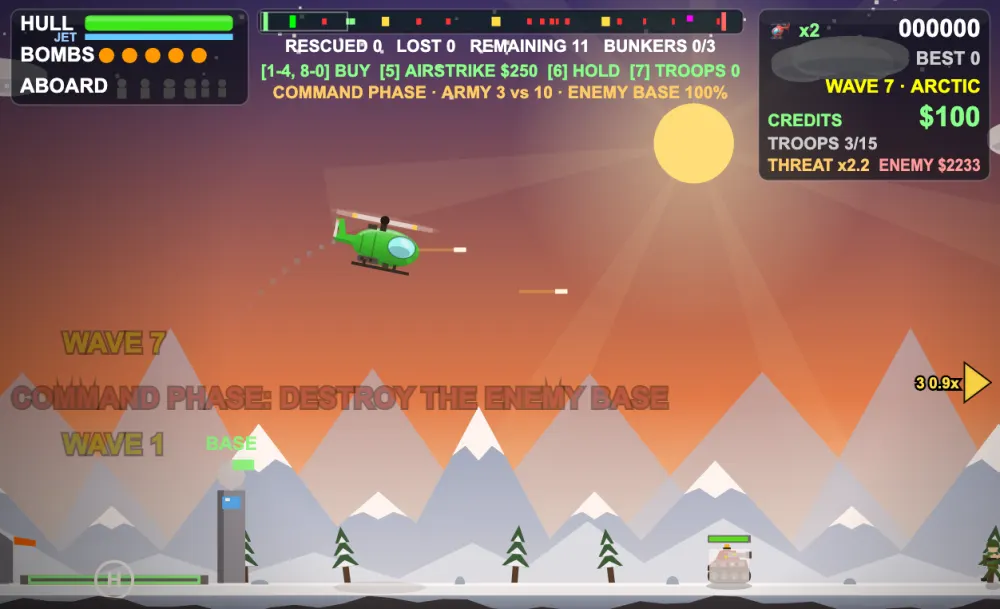 HULL
JET
BOMBS
ABOARD
RESCUED 0 LOST 0 REMAINING 11 BUNKERS 0/3
[1-4, 8-0] BUY [5] AIRSTRIKE $250 [6] HOLD [7] TROOPS 0
COMMAND PHASE · ARMY 3 vs 10 · ENEMY BASE 100%
x2
000000
BEST 0
WAVE 7 · ARCTIC
CREDITS $100
TROOPS 3/15
THREAT x2.2 ENEMY $2233
WAVE 7
3 0.9x
COMMAND PHASE: DESTROY THE ENEMY BASE
WAVE 1
BASE
H